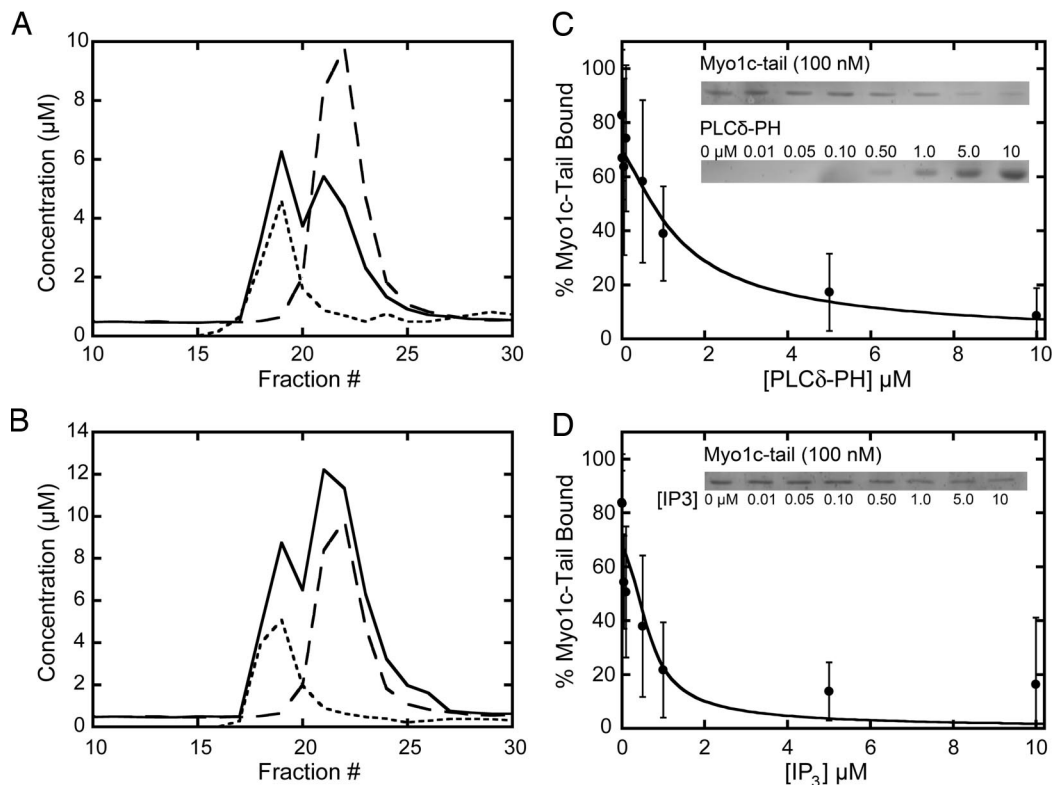 A
Concentration (µM)
10
8
6
4
2
0
10 15 20 25 30
Fraction #
B
Concentration (µM)
14
12
10
8
6
4
2
0
10 15 20 25 30
Fraction #
C
% Myo1c-Tail Bound
100
80
60
40
20
0
Myo1c-tail (100 nM)
PLCδ-PH
0 µM 0.01 0.05 0.10 0.50 1.0 5.0 10
0 2 4 6 8 10
[PLCδ-PH] µM
D
% Myo1c-Tail Bound
100
80
60
40
20
0
Myo1c-tail (100 nM)
[IP3] 0 µM 0.01 0.05 0.10 0.50 1.0 5.0 10
0 2 4 6 8 10
[IP₃] µM